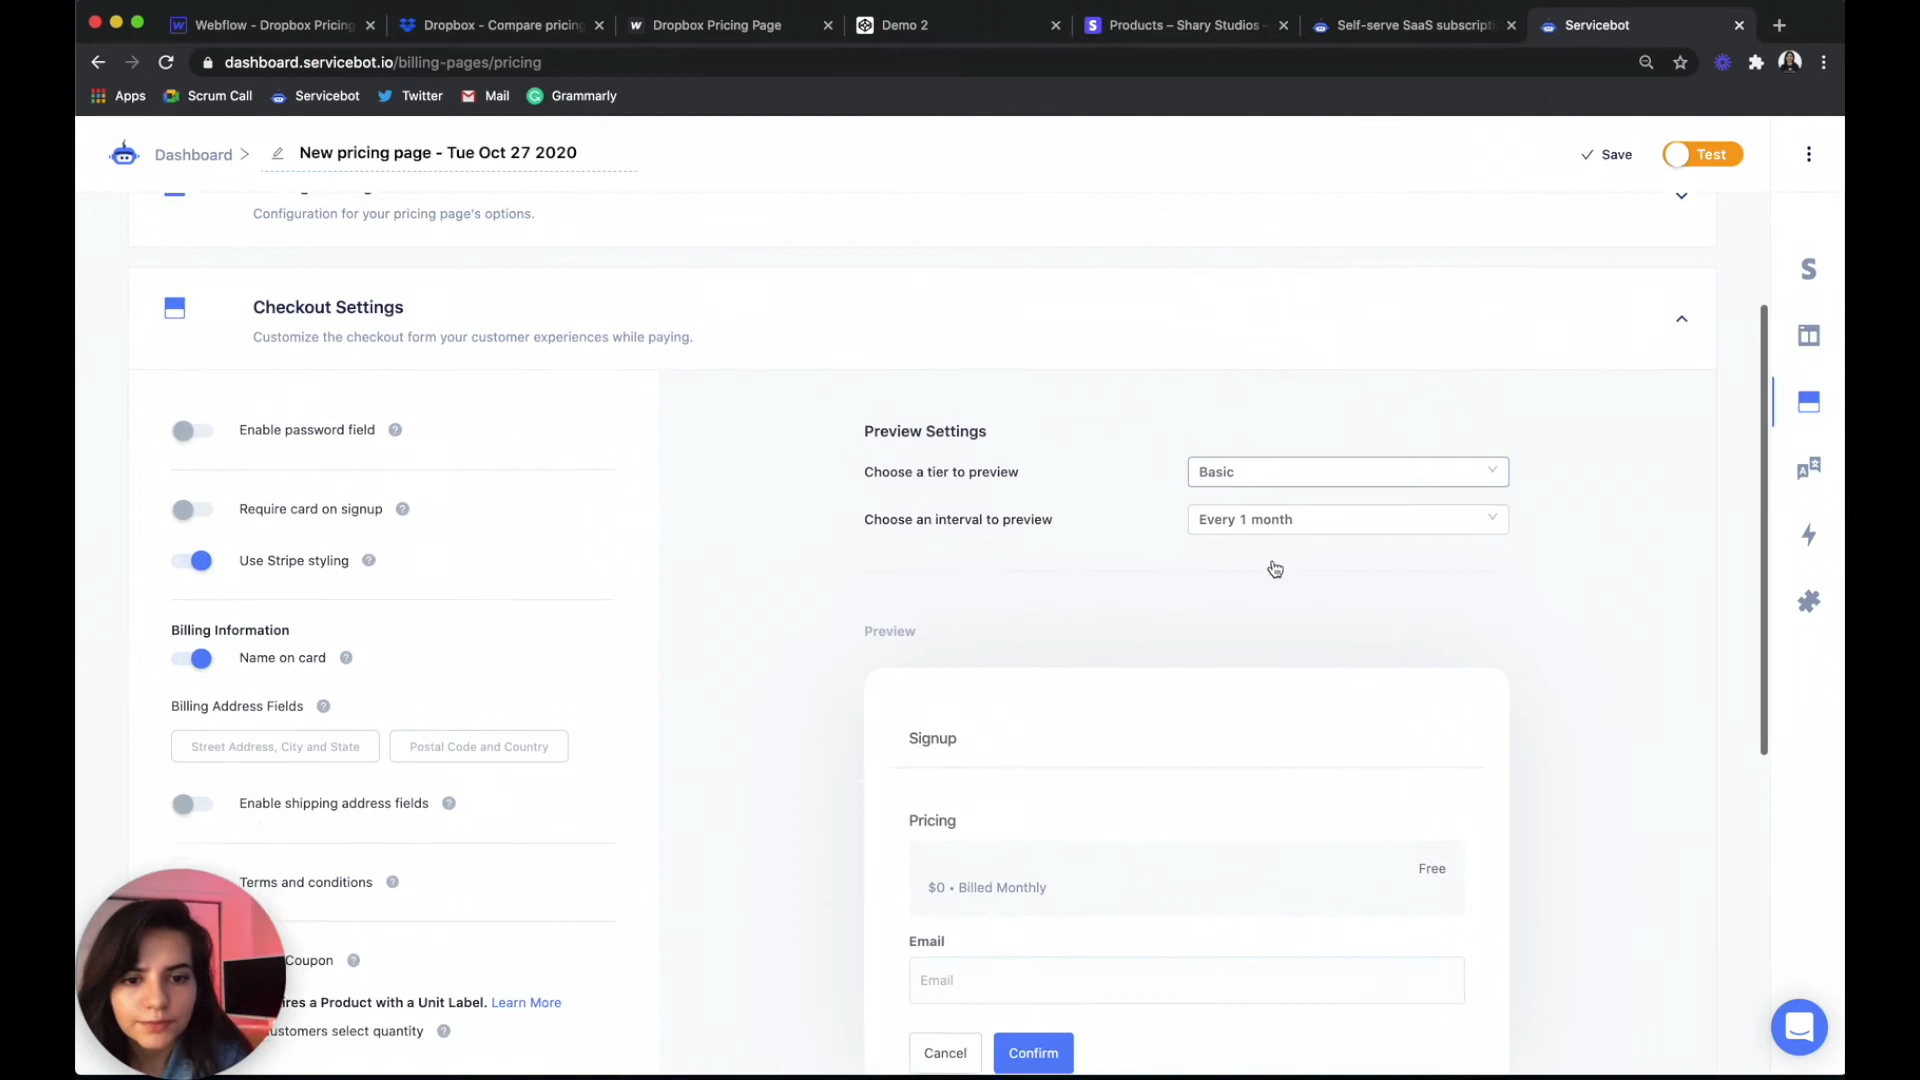 Webflow - Dropbox Pricing
Dropbox - Compare pricing
Dropbox Pricing Page
Demo 2
Products – Shary Studios –
Self-serve SaaS subscripti
Servicebot
dashboard.servicebot.io/billing-pages/pricing
Apps
Scrum Call
Servicebot
Twitter
Mail
Grammarly
Dashboard >
New pricing page - Tue Oct 27 2020
Save
Test
Configuration for your pricing page's options.
Checkout Settings
Customize the checkout form your customer experiences while paying.
Enable password field
Require card on signup
Use Stripe styling
Billing Information
Name on card
Billing Address Fields
Street Address, City and State
Postal Code and Country
Enable shipping address fields
Terms and conditions
Coupon
ires a Product with a Unit Label. Learn More
ustomers select quantity
Preview Settings
Choose a tier to preview
Basic
Choose an interval to preview
Every 1 month
Preview
Signup
Pricing
Free
$0 • Billed Monthly
Email
Email
Cancel
Confirm